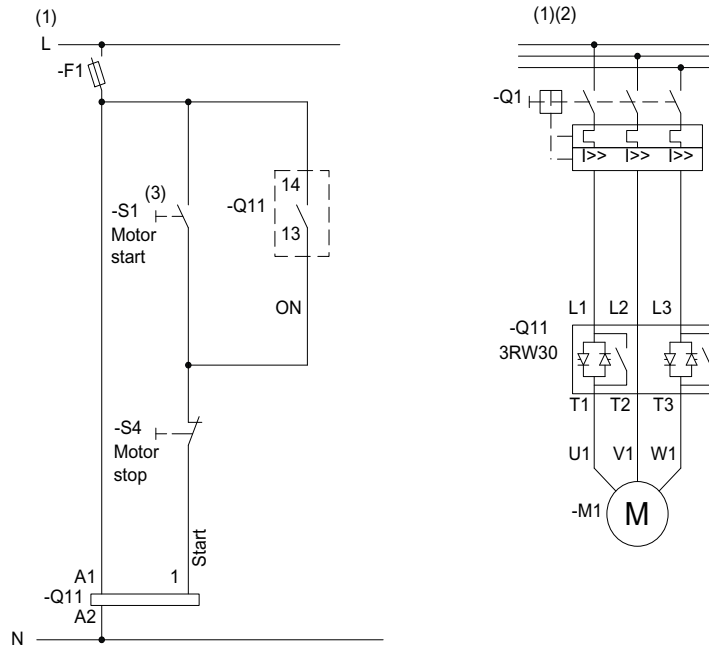 (1)
L
-F1
14
(3)
-S1
-Q11
Motor
start
13
ON
-S4
Motor
stop
Start
A1
1
-Q11
A2
N
(1)(2)
-Q1
I>> I>> I>>
L1 L2 L3
-Q11
3RW30
T1 T2 T3
U1 V1 W1
-M1
M